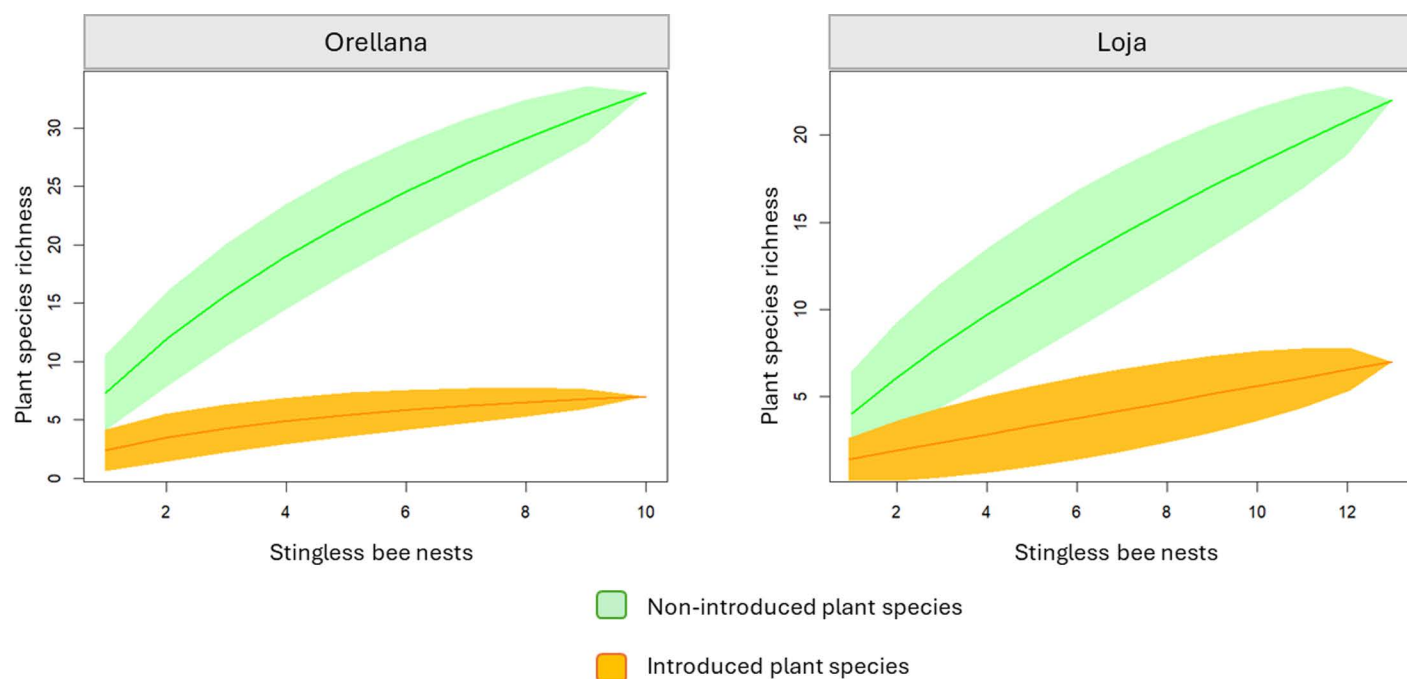 Orellana
Plant species richness
30
25
20
15
10
5
0
2 4 6 8 10
Stingless bee nests
Loja
Plant species richness
20
15
10
5
2 4 6 8 10 12
Stingless bee nests
Non-introduced plant species
Introduced plant species